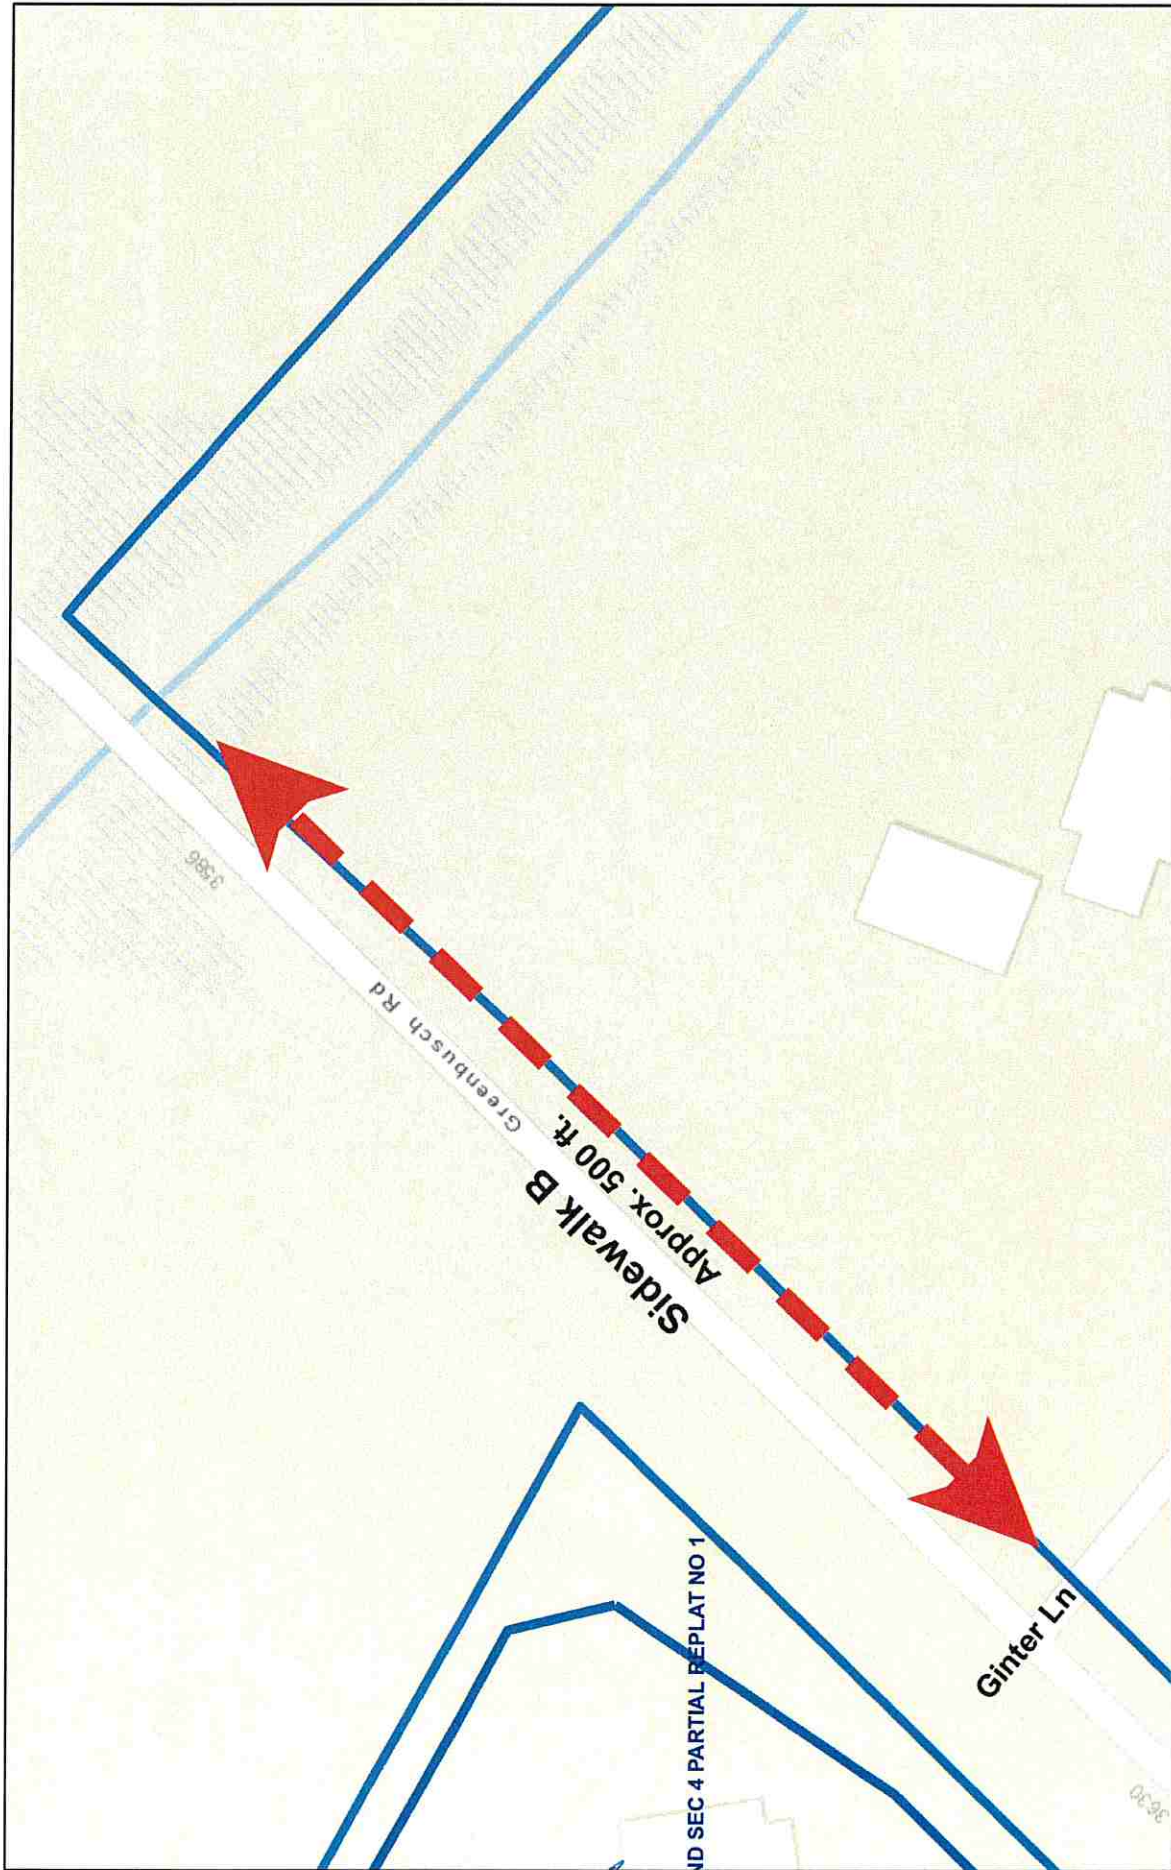 3586
Greenbusch Rd
Sidewalk B
Approx. 500 ft.
ND SEC 4 PARTIAL REPLAT NO 1
Ginter Ln
3630